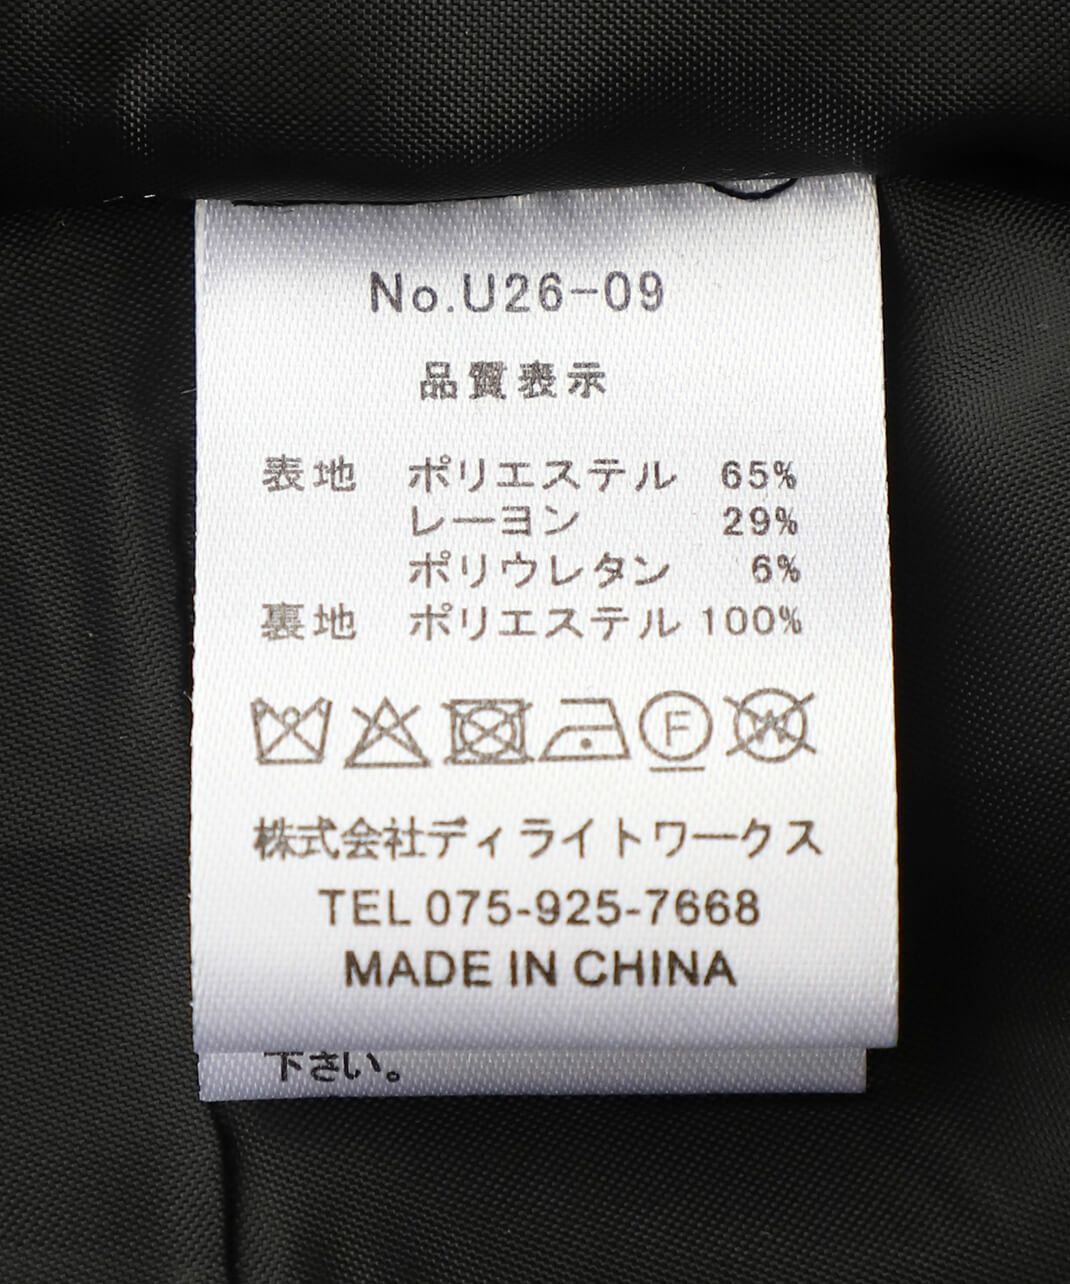 No.U26-09
品質表示
表地 ポリエステル 65%
レーヨン 29%
ポリウレタン 6%
裏地 ポリエステル 100%
F
W
株式会社ディライトワークス
TEL 075-925-7668
MADE IN CHINA
下さい。